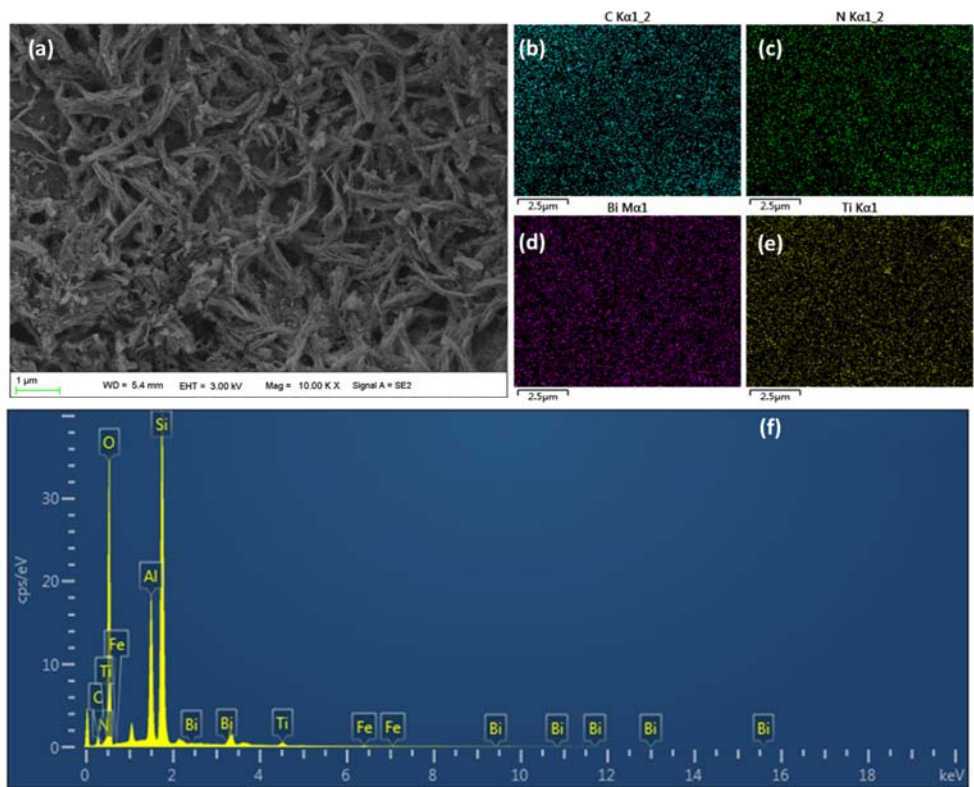 (a)
1 µm
WD = 5.4 mm EHT = 3.00 kV Mag = 10.00 K X Signal A = SE2
C Kα1_2
(b)
2.5µm
N Kα1_2
(c)
2.5µm
Bi Mα1
(d)
2.5µm
Ti Kα1
(e)
2.5µm
(f)
cps/eV
30
20
10
0
O
Si
Al
Fe
Ti
C
N
Bi
Bi
Ti
Fe
Fe
Bi
Bi
Bi
Bi
Bi
0 2 4 6 8 10 12 14 16 18 keV